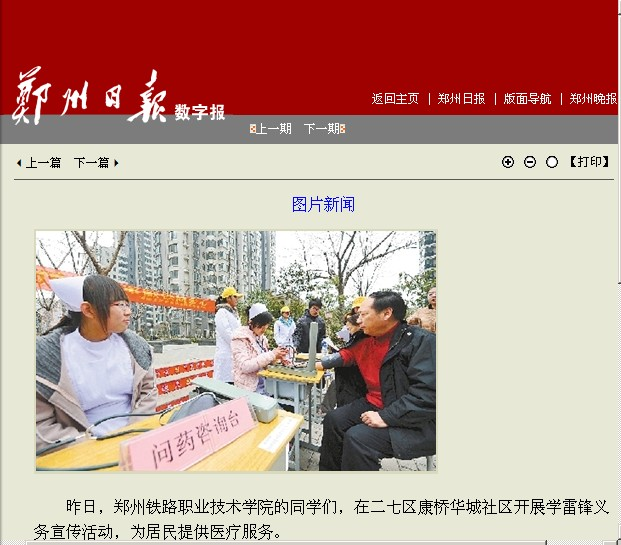 郑州日报 数字报
返回主页 | 郑州日报 | 版面导航 | 郑州晚报
上一期 下一期
上一篇 下一篇
【打印】
图片新闻
问药咨询台
昨日，郑州铁路职业技术学院的同学们，在二七区康桥华城社区开展学雷锋义
务宣传活动，为居民提供医疗服务。